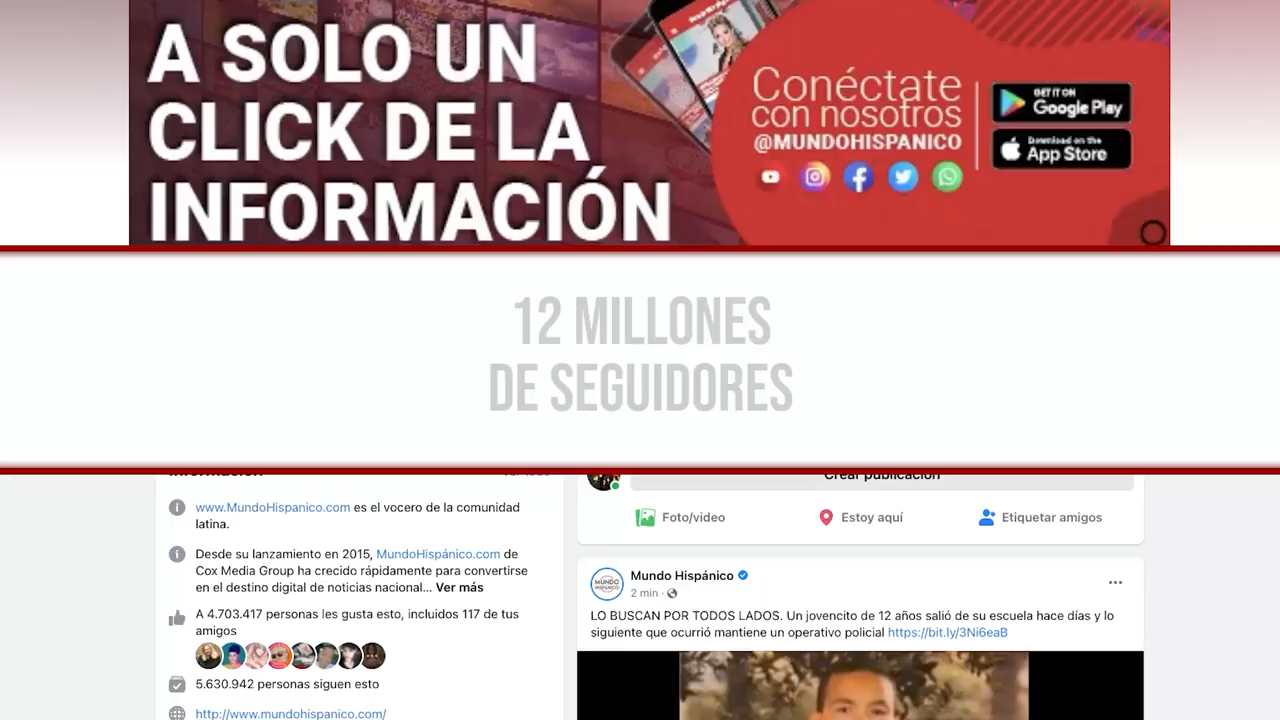 A SOLO UN
CLICK DE LA
INFORMACIÓN
Conéctate
con nosotros
@MUNDOHISPANICO
GET IT ON
Google Play
Download on the
App Store
12 MILLONES
DE SEGUIDORES
Crear publicación
www.MundoHispanico.com es el vocero de la comunidad
latina.
Desde su lanzamiento en 2015, MundoHispánico.com de
Cox Media Group ha crecido rápidamente para convertirse
en el destino digital de noticias nacional... Ver más
A 4.703.417 personas les gusta esto, incluidos 117 de tus
amigos
5.630.942 personas siguen esto
http://www.mundohispanico.com/
Foto/video
Estoy aquí
Etiquetar amigos
MUNDO
HISPÁNICO
Mundo Hispánico
2 min ·
LO BUSCAN POR TODOS LADOS. Un jovencito de 12 años salió de su escuela hace días y lo
siguiente que ocurrió mantiene un operativo policial https://bit.ly/3Ni6eaB